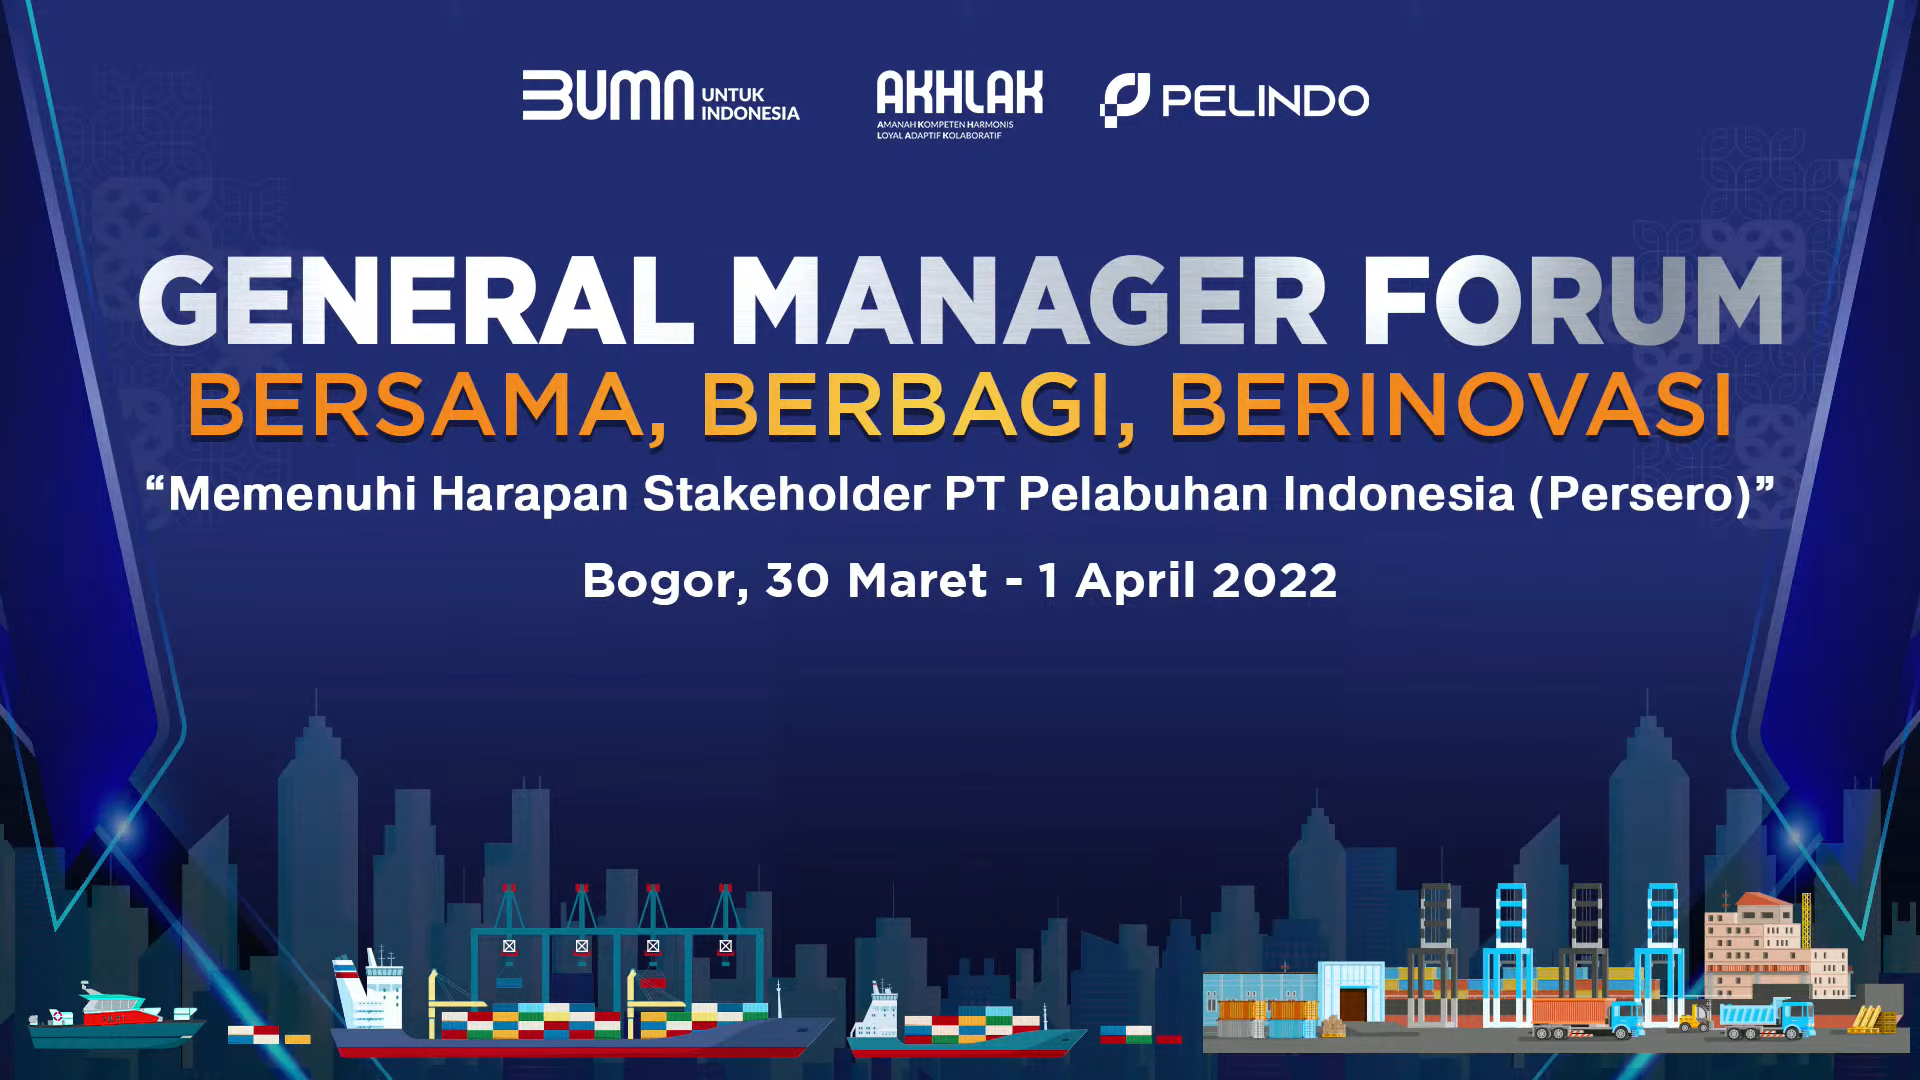 BUMN UNTUK INDONESIA
AKHLAK
AMANAH KOMPETEN HARMONIS
LOYAL ADAPTIF KOLABORATIF
PELINDO
GENERAL MANAGER FORUM
BERSAMA, BERBAGI, BERINOVASI
“Memenuhi Harapan Stakeholder PT Pelabuhan Indonesia (Persero)”
Bogor, 30 Maret - 1 April 2022